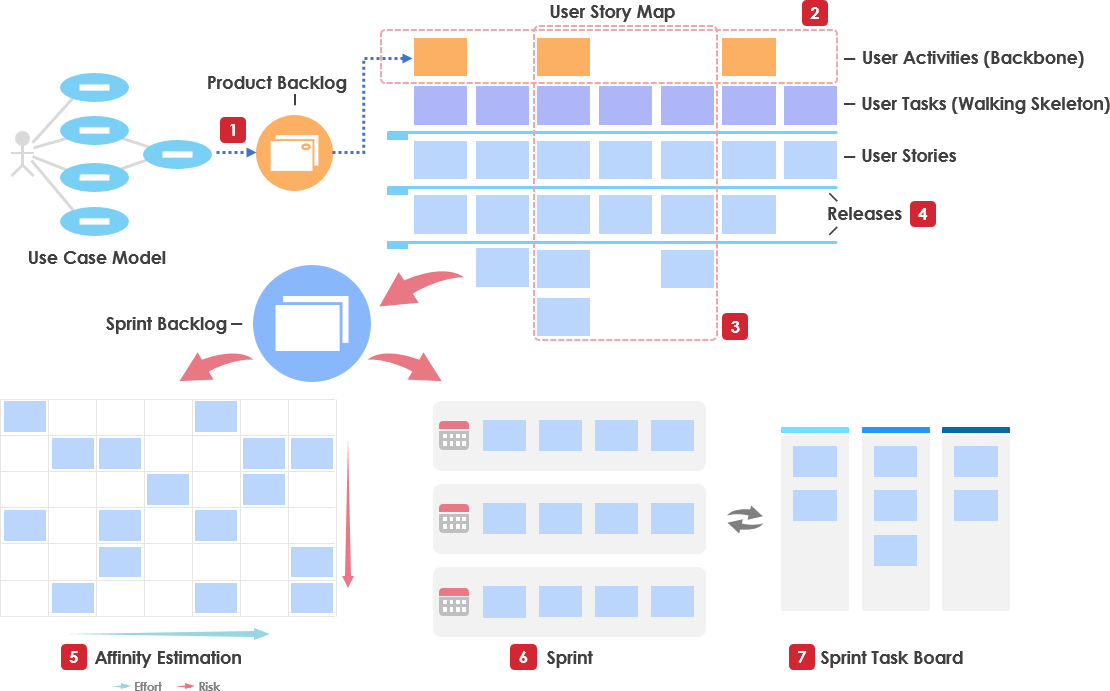 User Story Map
2
User Activities (Backbone)
Product Backlog
User Tasks (Walking Skeleton)
1
User Stories
Releases
4
Use Case Model
Sprint Backlog
3
5
Affinity Estimation
6
Sprint
7
Sprint Task Board
Effort
Risk